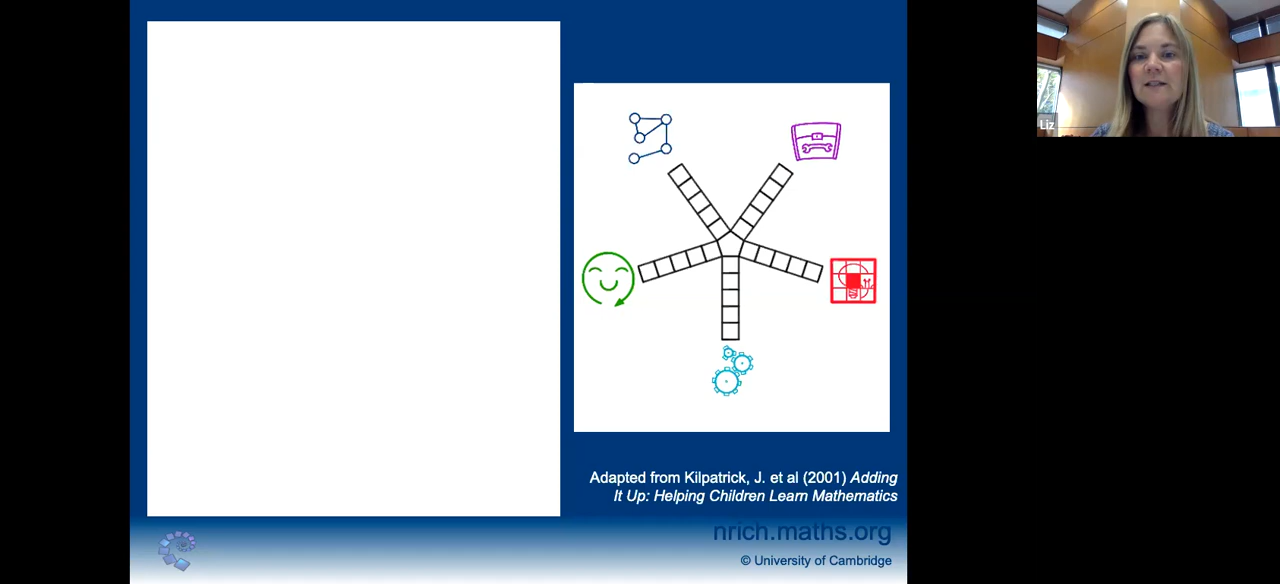 Liz
Adapted from Kilpatrick, J. et al (2001) Adding
It Up: Helping Children Learn Mathematics
nrich.maths.org
© University of Cambridge